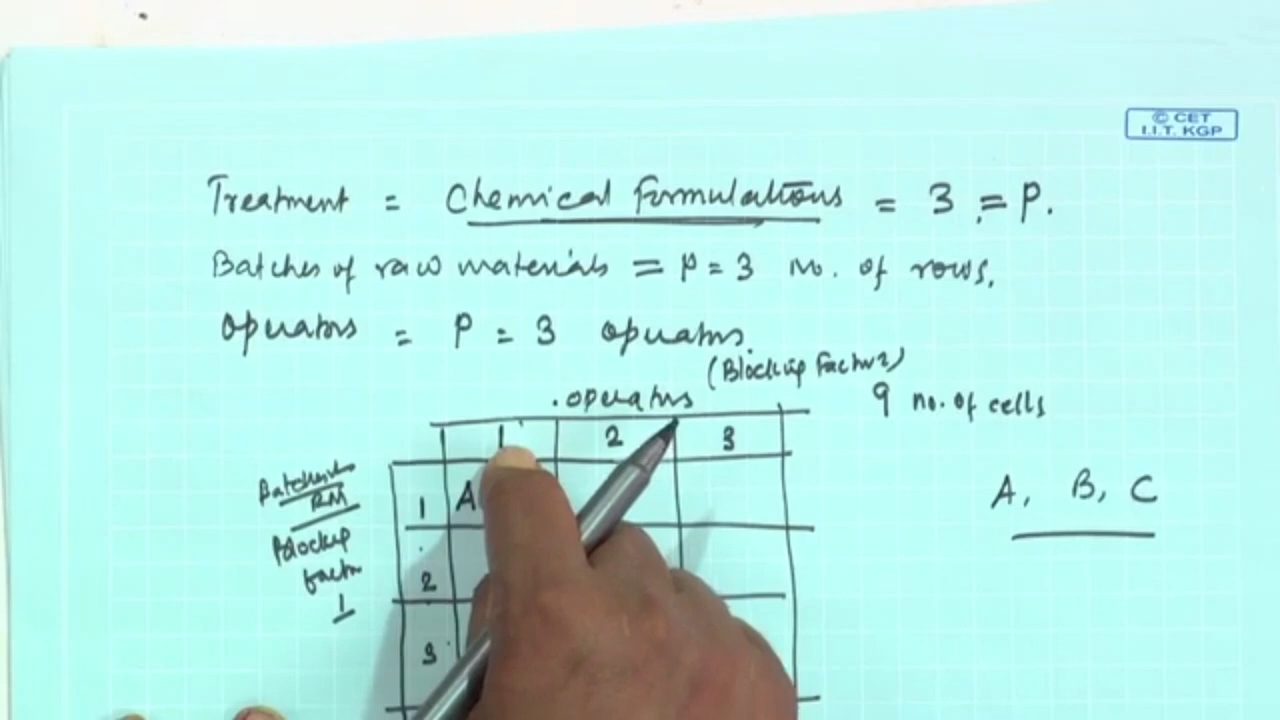 © CET
I.I.T. KGP
Treatment = Chemical Formulations = 3 = P.
Batches of raw materials = P = 3 no. of rows.
Operators = P = 3 operators.
(Blocking Factor 2)
operators
9 no. of cells
1 2 3
Batches
RM
1 A
A, B, C
Blocking
factor
1
2
3